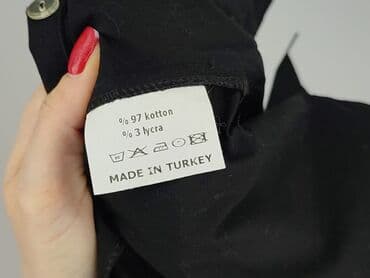 % 97 kotton
% 3 lycra
MADE IN TURKEY